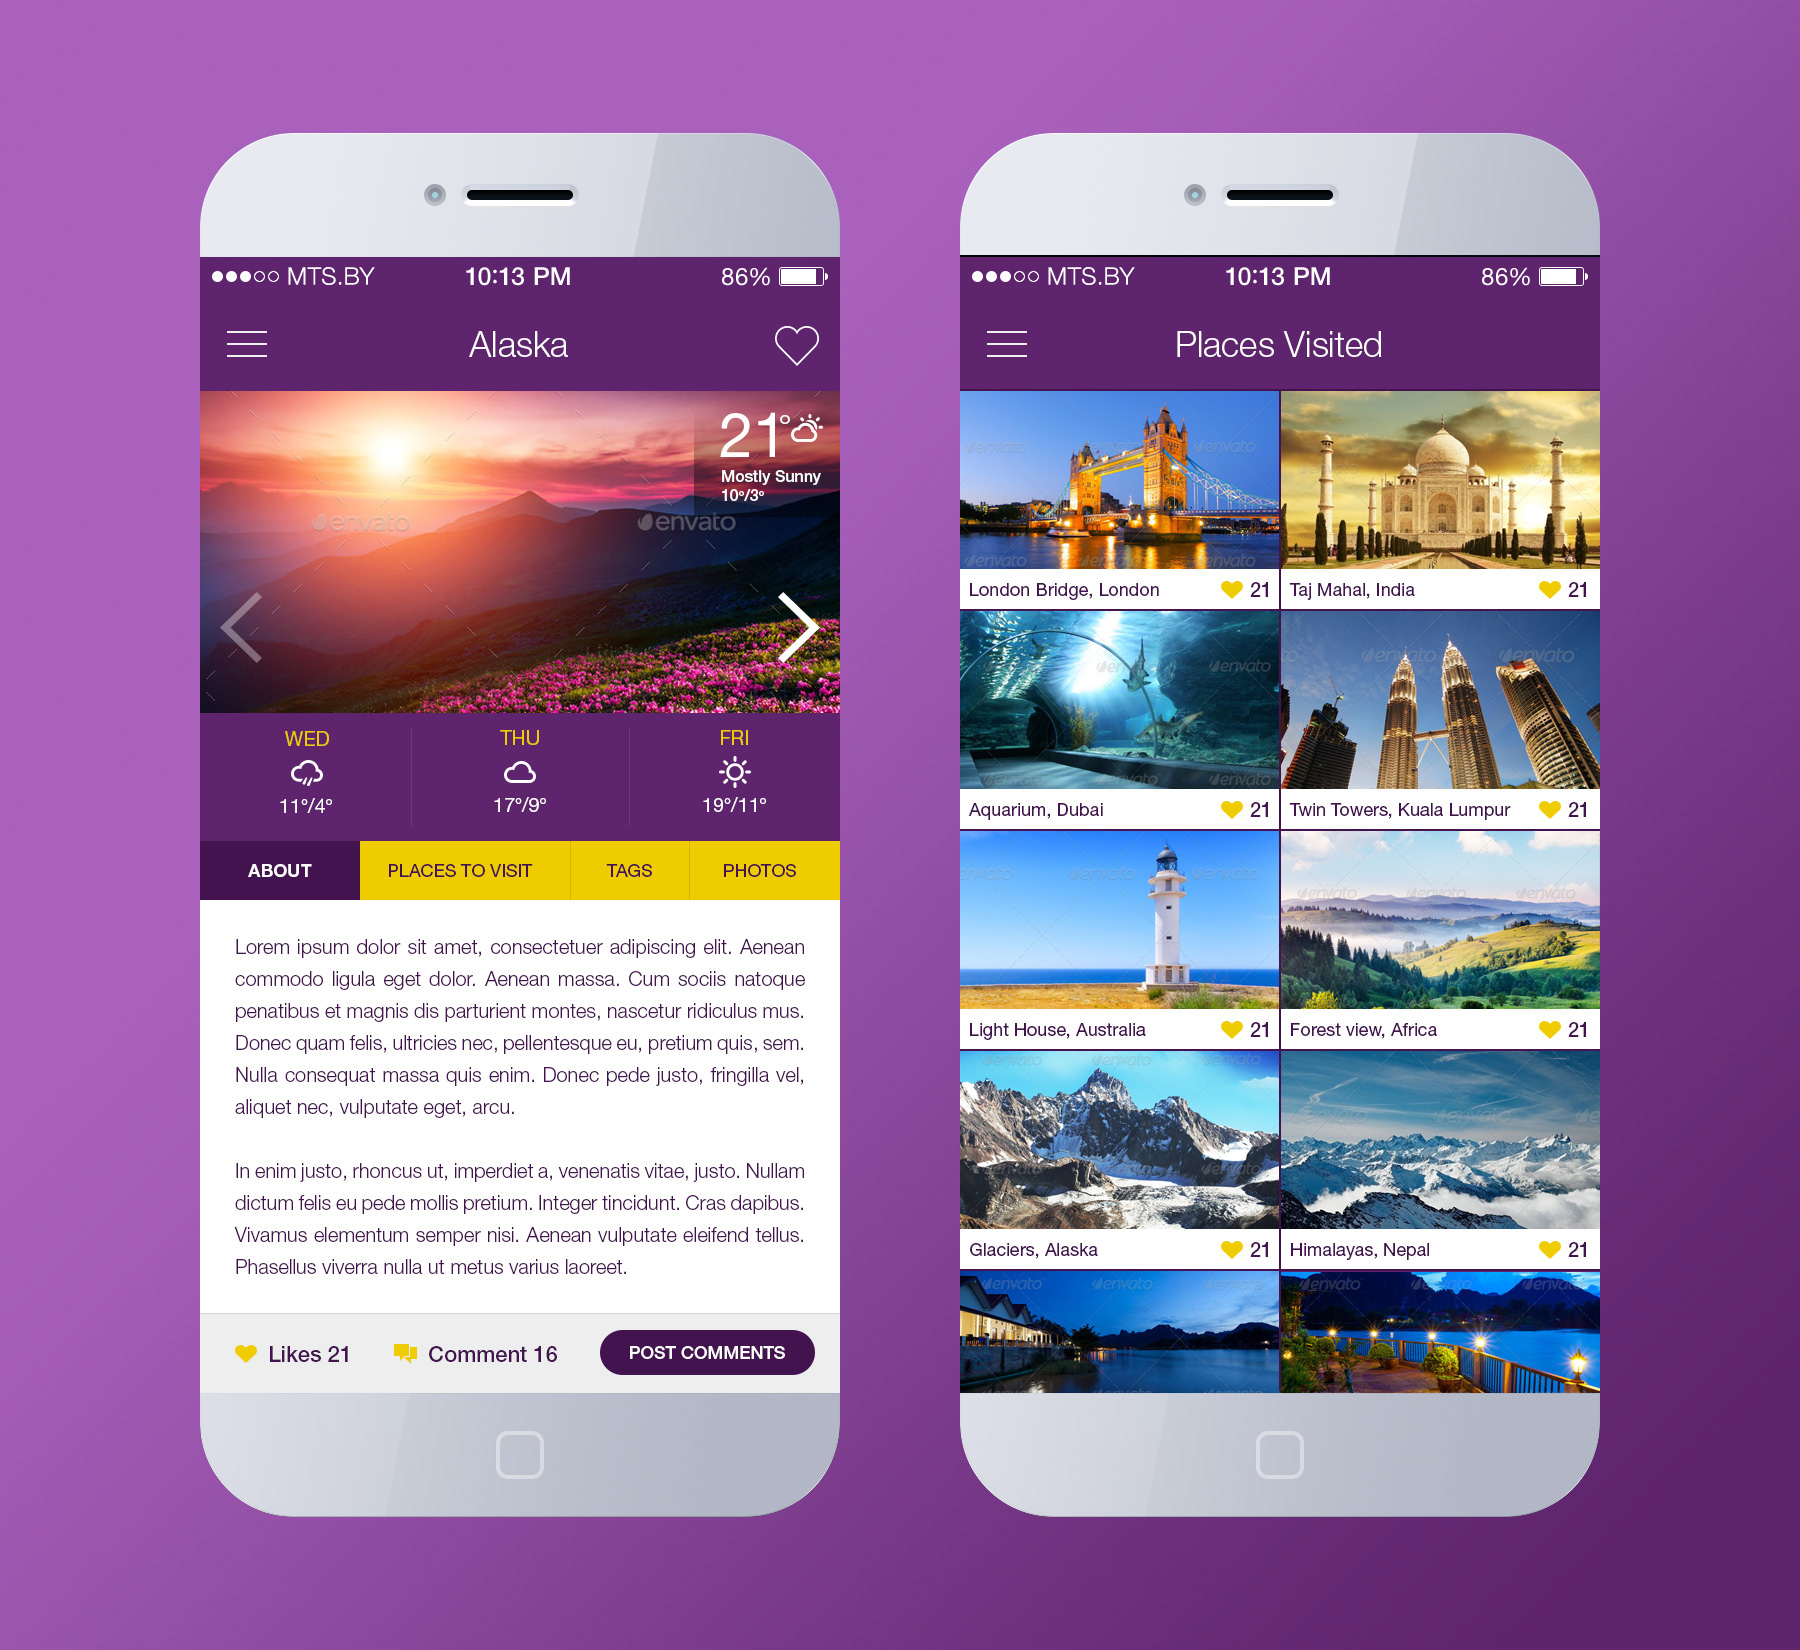 MTS.BY 10:13 PM 86%
Alaska
21°
Mostly Sunny
10º/3º
envato envato
WED THU FRI
11º/4º 17º/9º 19º/11º
ABOUT PLACES TO VISIT TAGS PHOTOS
Lorem ipsum dolor sit amet, consectetuer adipiscing elit. Aenean
commodo ligula eget dolor. Aenean massa. Cum sociis natoque
penatibus et magnis dis parturient montes, nascetur ridiculus mus.
Donec quam felis, ultricies nec, pellentesque eu, pretium quis, sem.
Nulla consequat massa quis enim. Donec pede justo, fringilla vel,
aliquet nec, vulputate eget, arcu.
In enim justo, rhoncus ut, imperdiet a, venenatis vitae, justo. Nullam
dictum felis eu pede mollis pretium. Integer tincidunt. Cras dapibus.
Vivamus elementum semper nisi. Aenean vulputate eleifend tellus.
Phasellus viverra nulla ut metus varius laoreet.
Likes 21 Comment 16 POST COMMENTS
MTS.BY 10:13 PM 86%
Places Visited
London Bridge, London 21 Taj Mahal, India 21
Aquarium, Dubai 21 Twin Towers, Kuala Lumpur 21
Light House, Australia 21 Forest view, Africa 21
Glaciers, Alaska 21 Himalayas, Nepal 21